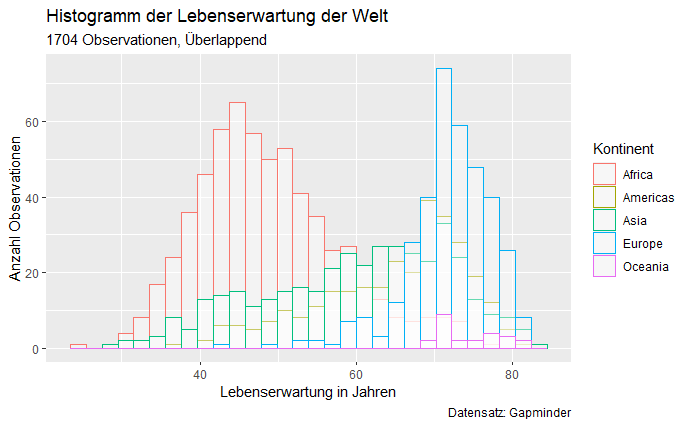 Histogramm der Lebenserwartung der Welt
1704 Observationen, Überlappend
Anzahl Observationen
60
40
20
0
40 60 80
Lebenserwartung in Jahren
Kontinent
Africa
Americas
Asia
Europe
Oceania
Datensatz: Gapminder